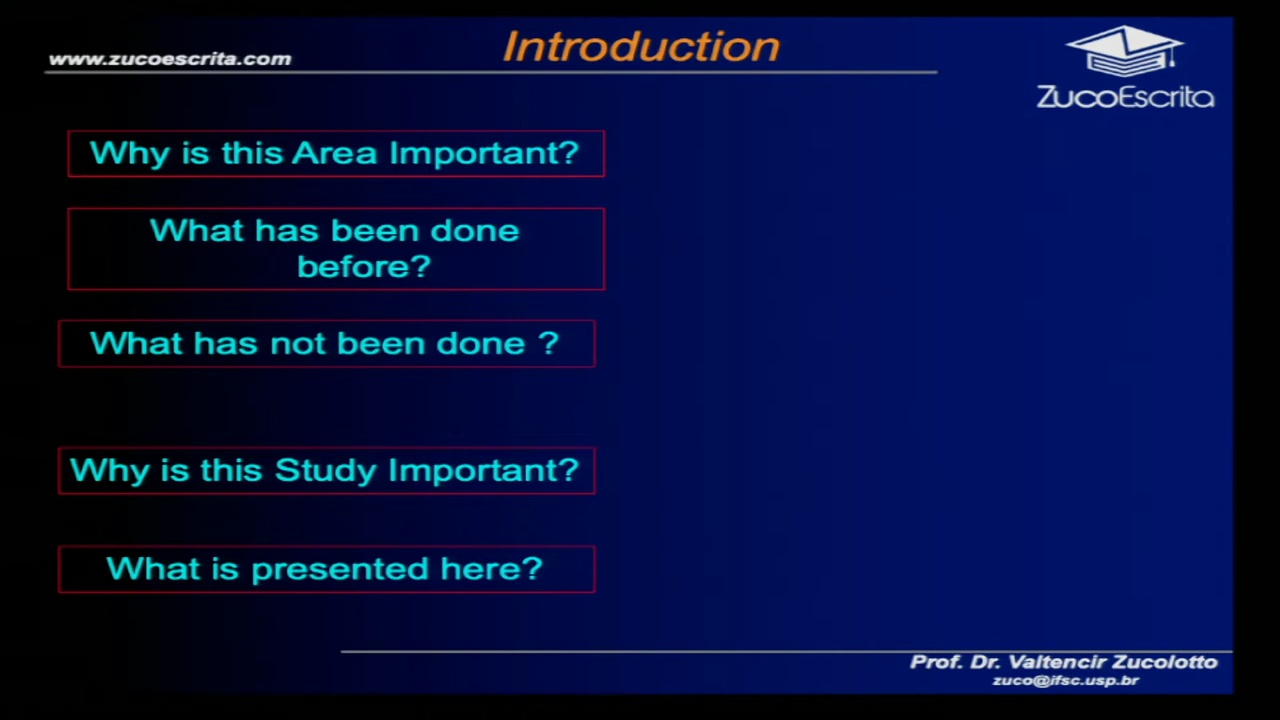 www.zucoescrita.com
Introduction
ZucoEscrita
Why is this Area Important?
What has been done
before?
What has not been done ?
Why is this Study Important?
What is presented here?
Prof. Dr. Valtencir Zucolotto
zuco@ifsc.usp.br